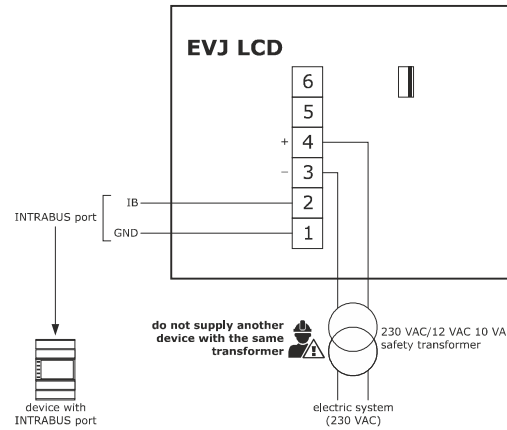 EVJ LCD
6
5
+ 4
− 3
IB 2
INTRABUS port
GND 1
do not supply another
device with the same
transformer
230 VAC/12 VAC 10 VA
safety transformer
device with
INTRABUS port
electric system
(230 VAC)